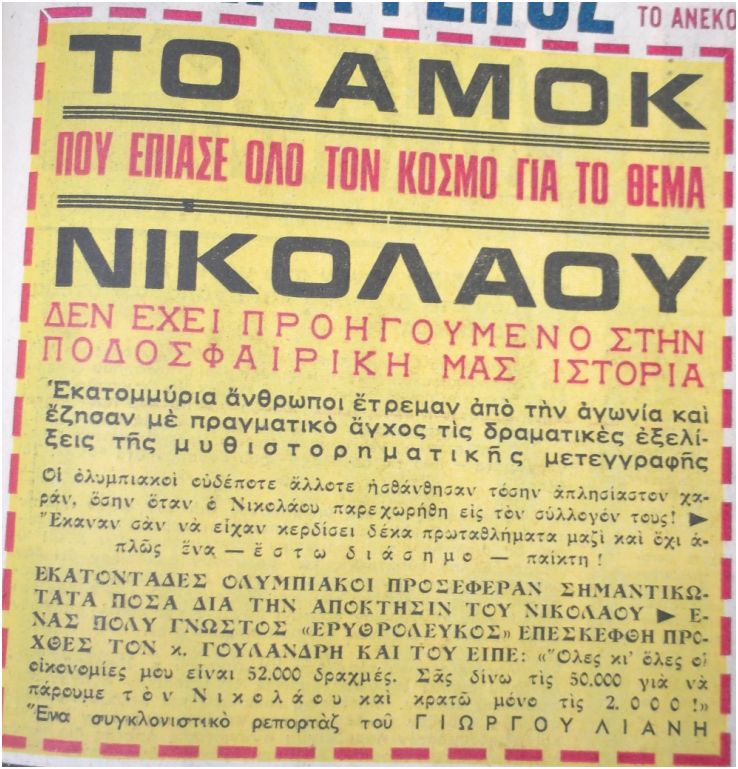 ΤΟ ΑΝΕΚΟ
ΤΟ ΑΜΟΚ
ΠΟΥ ΕΠΙΑΣΕ ΟΛΟ ΤΟΝ ΚΟΣΜΟ ΓΙΑ ΤΟ ΘΕΜΑ
ΝΙΚΟΛΑΟΥ
ΔΕΝ ΕΧΕΙ ΠΡΟΗΓΟΥΜΕΝΟ ΣΤΗΝ
ΠΟΔΟΣΦΑΙΡΙΚΗ ΜΑΣ ΙΣΤΟΡΙΑ
Ἑκατομμύρια ἄνθρωποι ἔτρεμαν ἀπὸ τὴν ἀγωνία καὶ
ἔζησαν μὲ πραγματικὸ ἄγχος τὶς δραματικὲς ἐξελί-
ξεις τῆς μυθιστορηματικῆς μετεγγραφῆς
Οἱ ὀλυμπιακοὶ οὐδέποτε ἄλλοτε ᾐσθάνθησαν τόσην ἀπλησίαστον χα-
ράν, ὅσην ὅταν ὁ Νικολάου παρεχωρήθη εἰς τὸν σύλλογόν τους! ►
Ἔκαναν σὰν νὰ εἶχαν κερδίσει δέκα πρωταθλήματα μαζὶ καὶ ὄχι ἁ-
πλῶς ἕνα — ἔστω διάσημο — παίκτη!
ΕΚΑΤΟΝΤΑΔΕΣ ΟΛΥΜΠΙΑΚΟΙ ΠΡΟΣΕΦΕΡΑΝ ΣΗΜΑΝΤΙΚΩ-
ΤΑΤΑ ΠΟΣΑ ΔΙΑ ΤΗΝ ΑΠΟΚΤΗΣΙΝ ΤΟΥ ΝΙΚΟΛΑΟΥ ► Ε-
ΝΑΣ ΠΟΛΥ ΓΝΩΣΤΟΣ «ΕΡΥΘΡΟΛΕΥΚΟΣ» ΕΠΕΣΚΕΦΘΗ ΠΡΟ-
ΧΘΕΣ ΤΟΝ κ. ΓΟΥΛΑΝΔΡΗ ΚΑΙ ΤΟΥ ΕΙΠΕ: «Ὅλες κι' ὅλες οἱ
οἰκονομίες μου εἶναι 52.000 δραχμές. Σᾶς δίνω τὶς 50.000 γιὰ νὰ
πάρουμε τὸν Νικολάου καὶ κρατῶ μόνο τὶς 2.000!»
Ἕνα συγκλονιστικὸ ρεπορτὰζ τοῦ ΓΙΩΡΓΟΥ ΛΙΑΝΗ